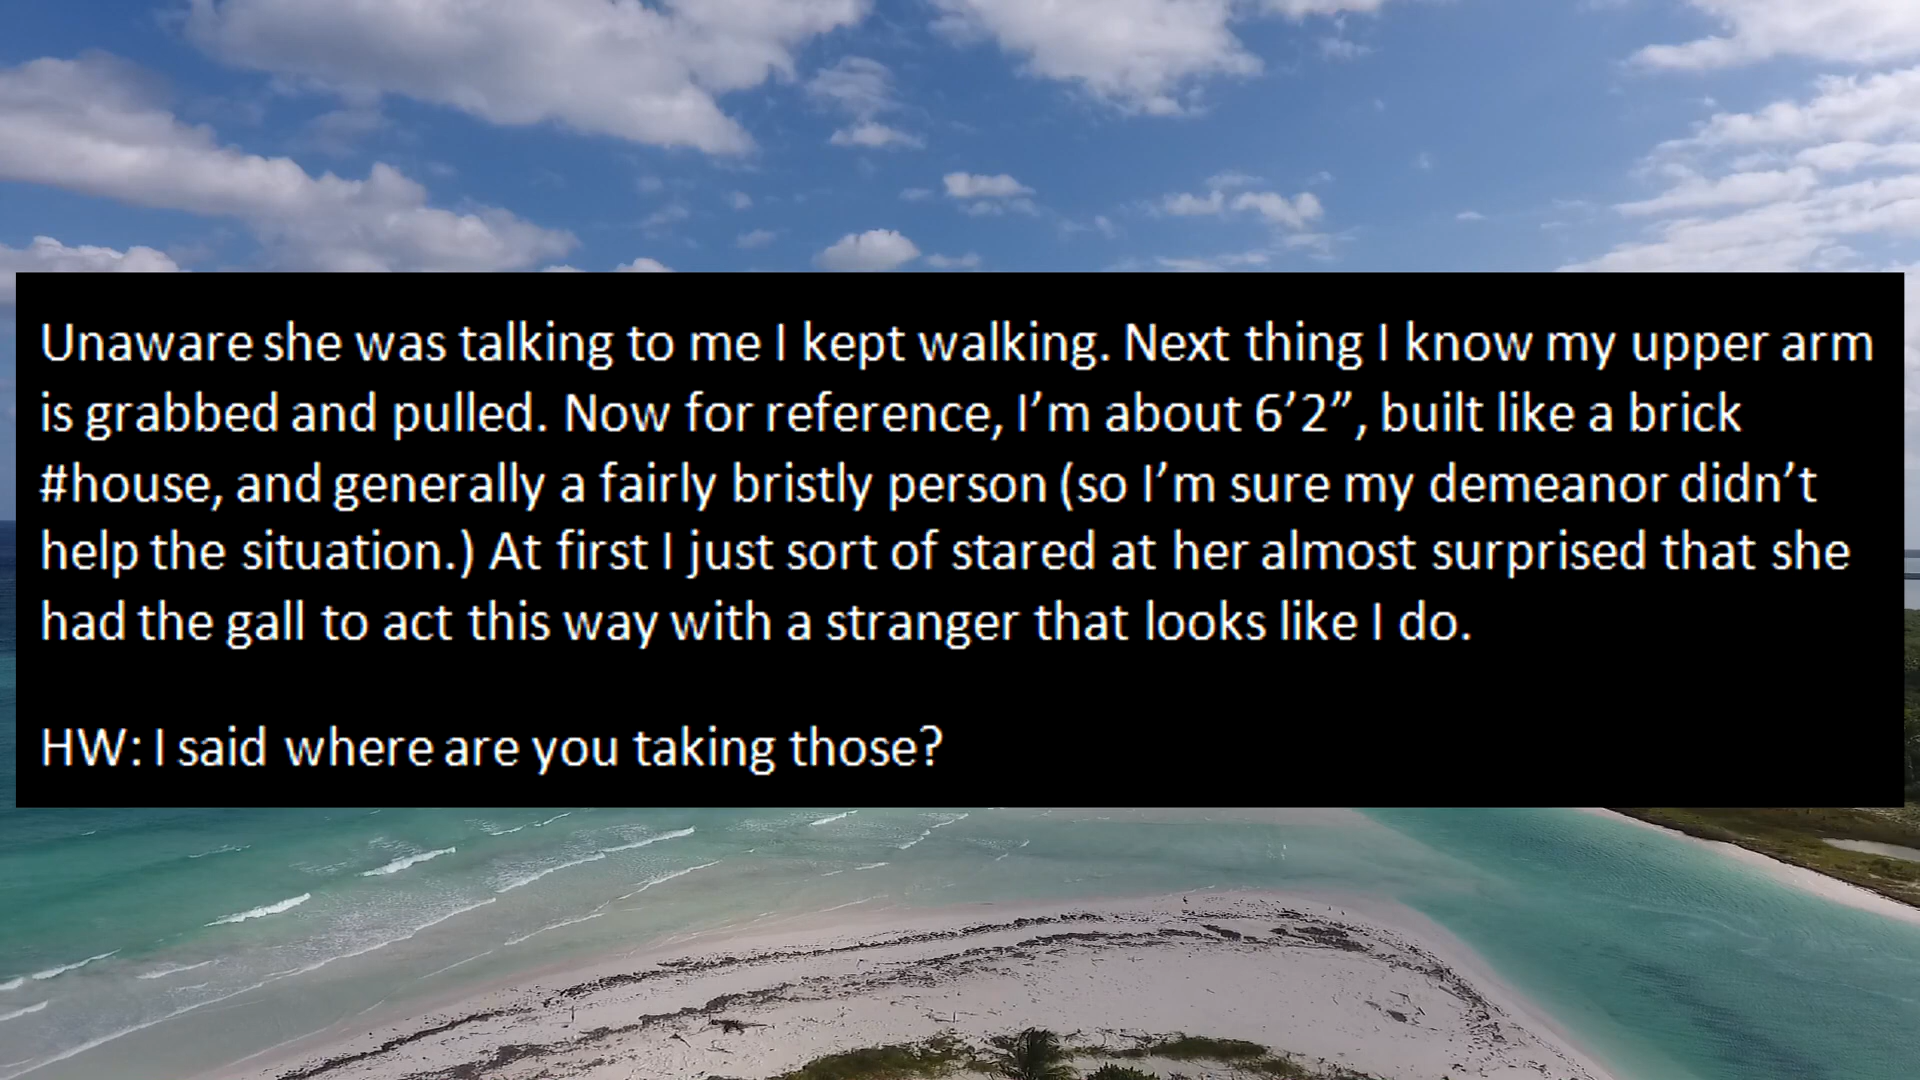 Unaware she was talking to me I kept walking. Next thing I know my upper arm
is grabbed and pulled. Now for reference, I’m about 6’2”, built like a brick
#house, and generally a fairly bristly person (so I’m sure my demeanor didn’t
help the situation.) At first I just sort of stared at her almost surprised that she
had the gall to act this way with a stranger that looks like I do.
HW: I said where are you taking those?